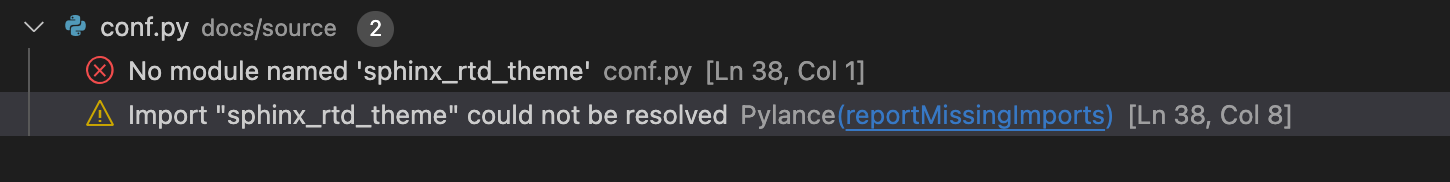 conf.py docs/source 2
No module named 'sphinx_rtd_theme' conf.py [Ln 38, Col 1]
Import "sphinx_rtd_theme" could not be resolved Pylance(reportMissingImports) [Ln 38, Col 8]